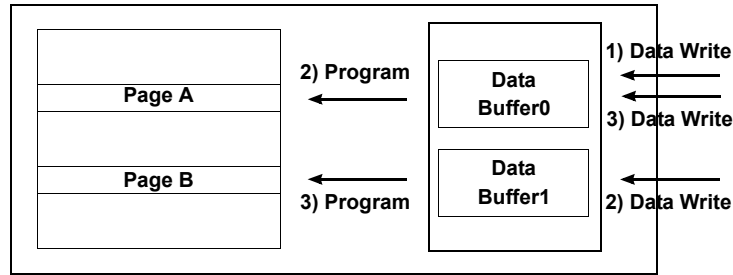 1) Data Write
2) Program
Data
Buffer0
Page A
3) Data Write
Data
Buffer1
Page B
3) Program
2) Data Write